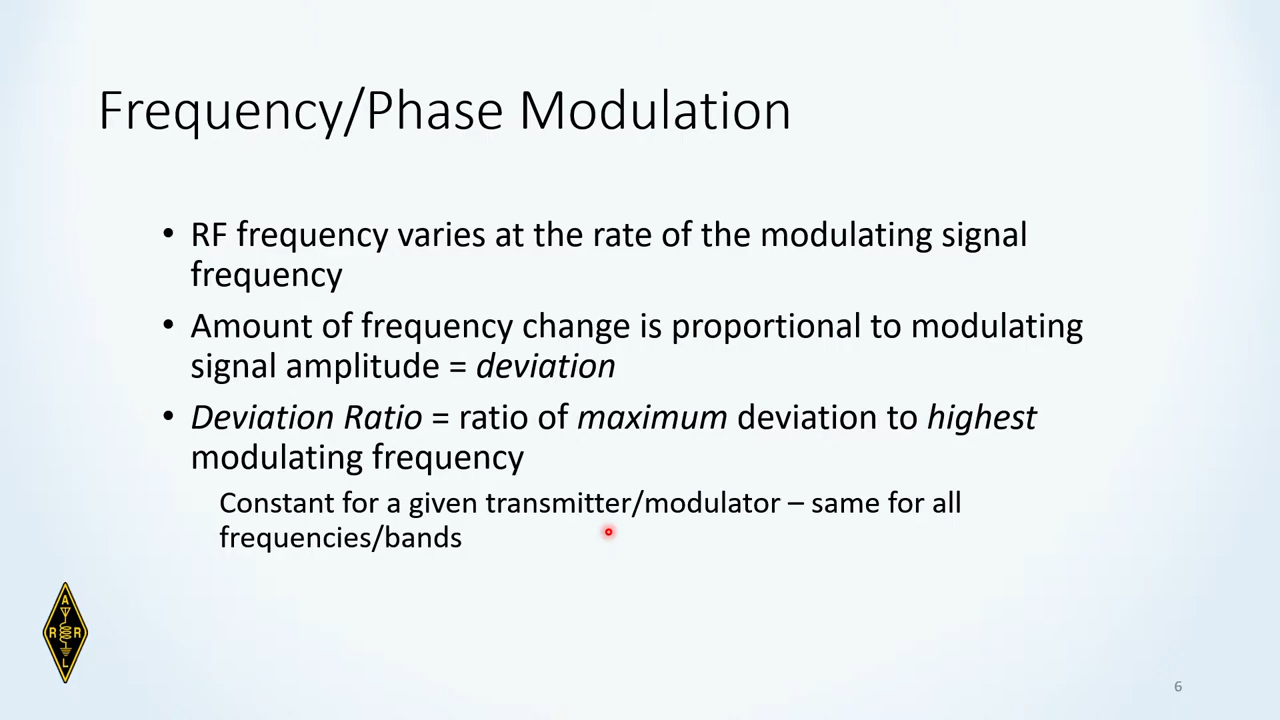 Frequency/Phase Modulation
• RF frequency varies at the rate of the modulating signal
frequency
• Amount of frequency change is proportional to modulating
signal amplitude = deviation
• Deviation Ratio = ratio of maximum deviation to highest
modulating frequency
Constant for a given transmitter/modulator – same for all
frequencies/bands
A
R R
L
6